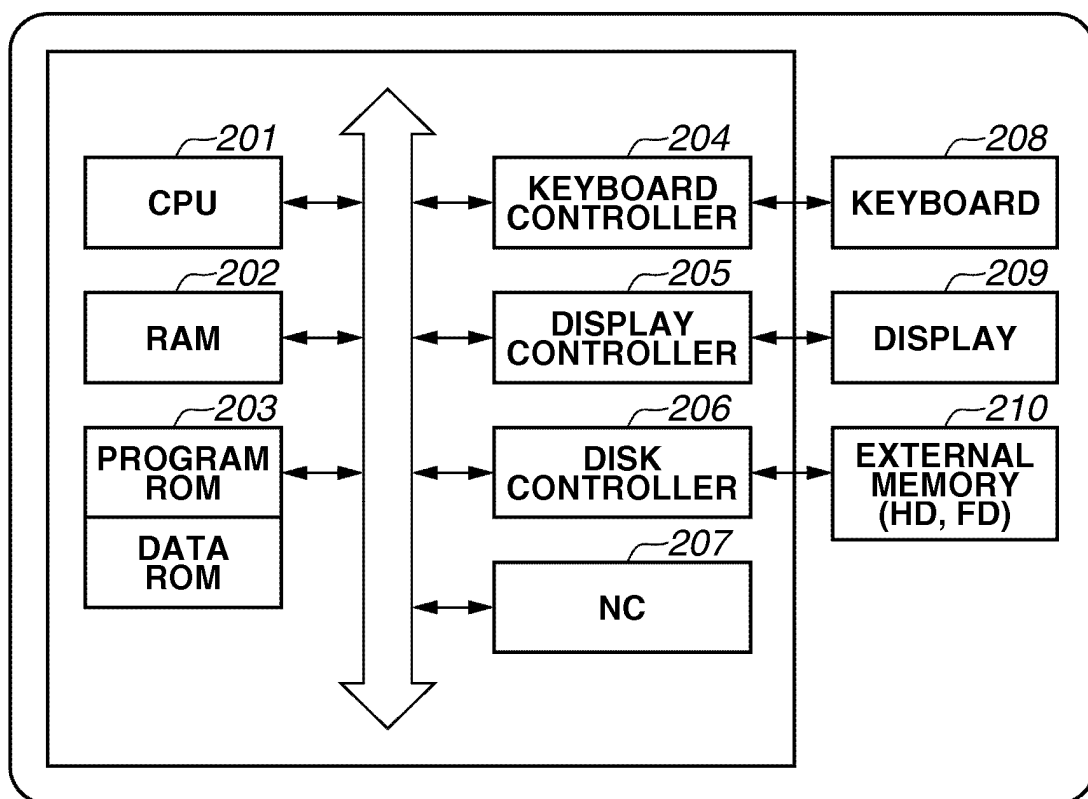 201
CPU
202
RAM
203
PROGRAM
ROM
DATA
ROM
204
KEYBOARD
CONTROLLER
205
DISPLAY
CONTROLLER
206
DISK
CONTROLLER
207
NC
208
KEYBOARD
209
DISPLAY
210
EXTERNAL
MEMORY
(HD, FD)